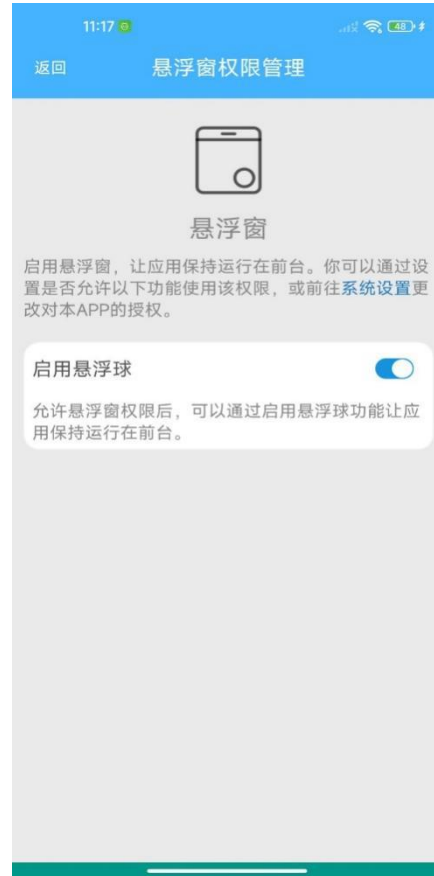 11:17
48
返回
悬浮窗权限管理
悬浮窗
启用悬浮窗，让应用保持运行在前台。你可以通过设
置是否允许以下功能使用该权限，或前往系统设置更
改对本APP的授权。
启用悬浮球
允许悬浮窗权限后，可以通过启用悬浮球功能让应
用保持运行在前台。